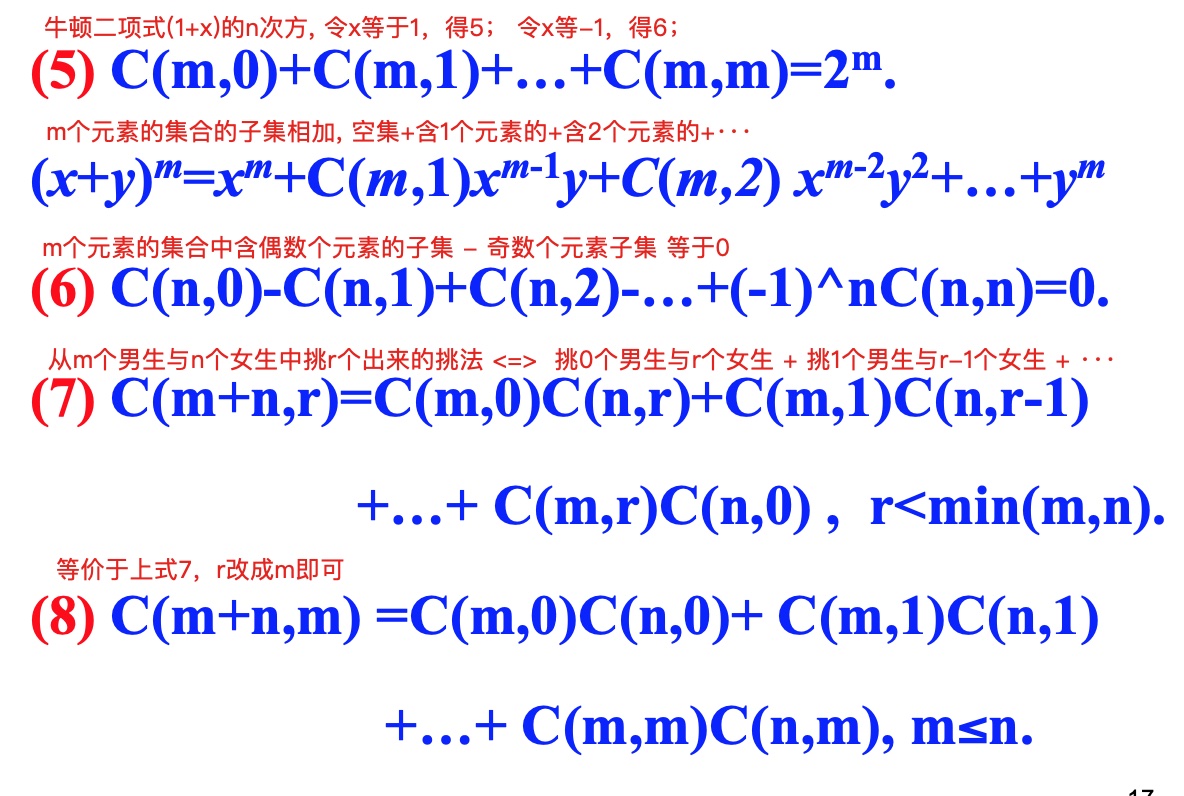 牛顿二项式(1+x)的n次方, 令x等于1，得5； 令x等-1，得6；
(5) C(m,0)+C(m,1)+…+C(m,m)=2ᵐ.
m个元素的集合的子集相加, 空集+含1个元素的+含2个元素的+···
(x+y)ᵐ=xᵐ+C(m,1)xᵐ⁻¹y+C(m,2) xᵐ⁻²y²+…+yᵐ
m个元素的集合中含偶数个元素的子集 - 奇数个元素子集 等于0
(6) C(n,0)-C(n,1)+C(n,2)-…+(-1)^nC(n,n)=0.
从m个男生与n个女生中挑r个出来的挑法 <=> 挑0个男生与r个女生 + 挑1个男生与r-1个女生 + ···
(7) C(m+n,r)=C(m,0)C(n,r)+C(m,1)C(n,r-1)
+…+ C(m,r)C(n,0) , r<min(m,n).
等价于上式7，r改成m即可
(8) C(m+n,m) =C(m,0)C(n,0)+ C(m,1)C(n,1)
+…+ C(m,m)C(n,m), m≤n.